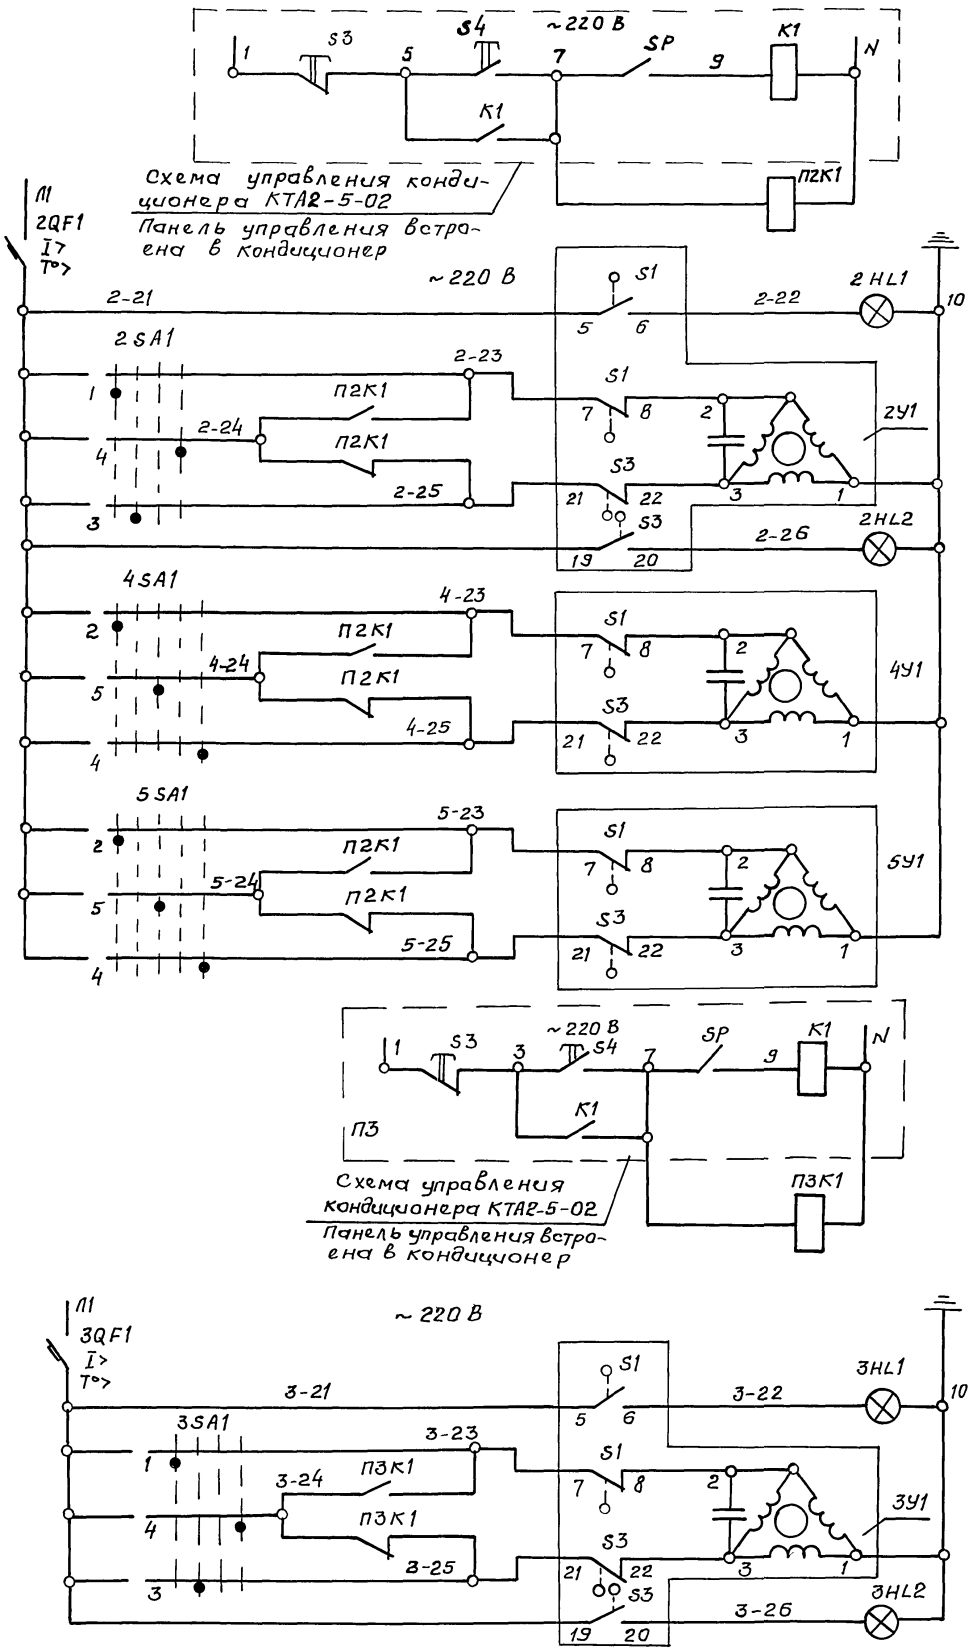 ~220 В
1 S3 5 S4 7 SP 9 К1 N
К1
П2К1
Схема управления конди-
ционера КТА2-5-02
Панель управления встро-
ена в кондиционер
Л1
2QF1
I>
T°>
~220 В
2-21 S1 5 6 2-22 2HL1 10
2SA1
1 2-23 S1 7 8 2
П2К1
4 2-24 П2К1 2У1
3 2-25 S3 21 22 3 1
S3 19 20 2-26 2HL2
4SA1
2 4-23 S1 7 8 2
П2К1
5 4-24 П2К1 4У1
4 4-25 S3 21 22 3 1
5SA1
2 5-23 S1 7 8 2
П2К1
5 5-24 П2К1 5У1
4 5-25 S3 21 22 3 1
~220 В
1 S3 3 S4 7 SP 9 К1 N
К1
П3
П3К1
Схема управления
кондиционера КТА2-5-02
Панель управления встро-
ена в кондиционер
Л1
3QF1
I>
T°>
~220 В
3-21 S1 5 6 3-22 3HL1 10
3SA1
1 3-23 S1 7 8 2
П3К1
4 3-24 П3К1 3У1
3 3-25 S3 21 22 3 1
S3 19 20 3-26 3HL2